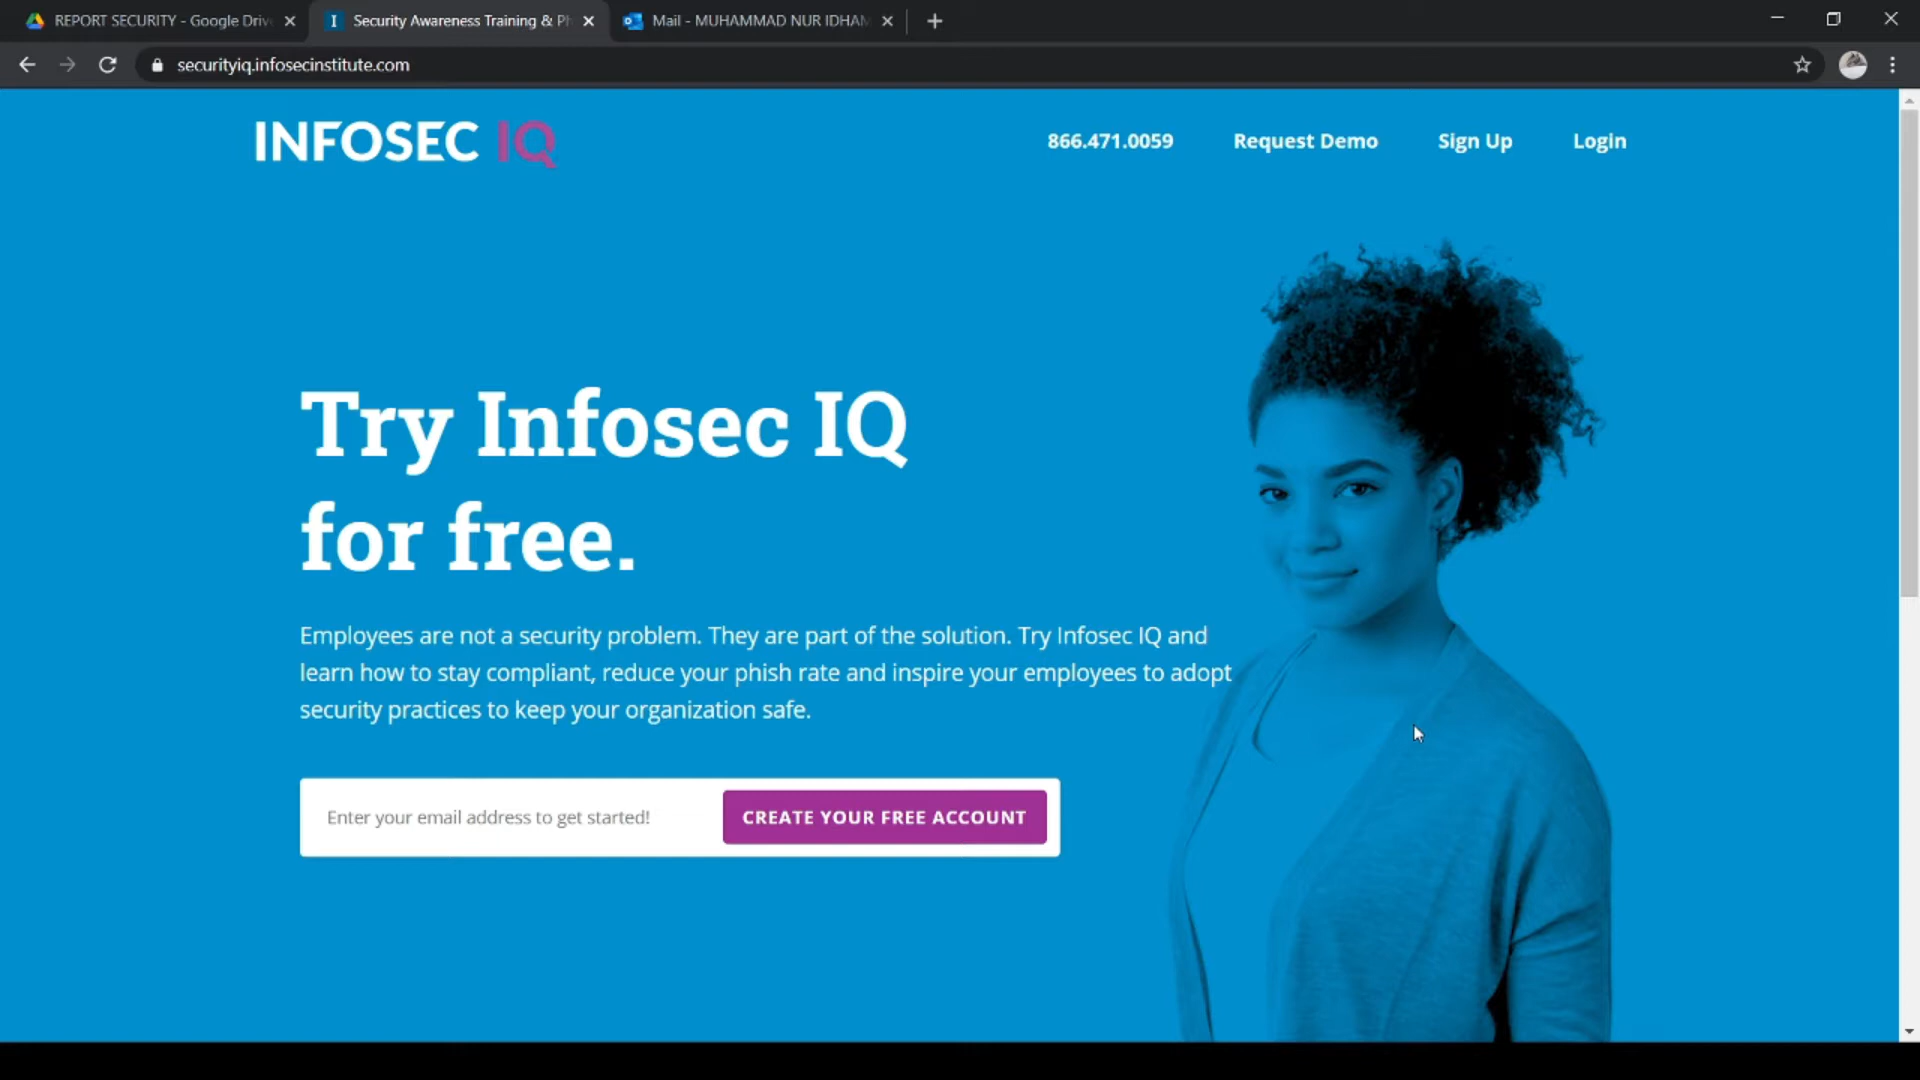 REPORT SECURITY - Google Driv
Security Awareness Training & Ph
Mail - MUHAMMAD NUR IDHAM
securityiq.infosecinstitute.com
INFOSEC IQ
866.471.0059
Request Demo
Sign Up
Login
Try Infosec IQ
for free.
Employees are not a security problem. They are part of the solution. Try Infosec IQ and
learn how to stay compliant, reduce your phish rate and inspire your employees to adopt
security practices to keep your organization safe.
Enter your email address to get started!
CREATE YOUR FREE ACCOUNT